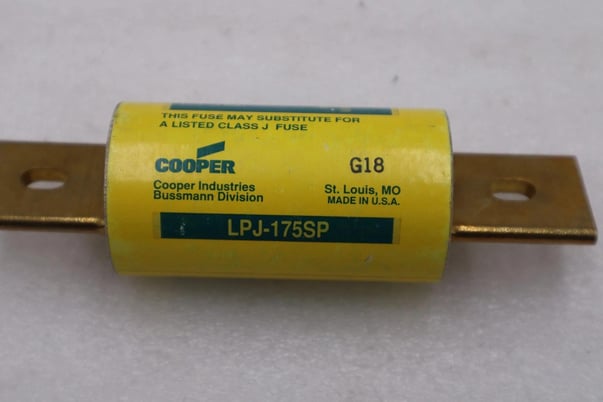 THIS FUSE MAY SUBSTITUTE FOR
A LISTED CLASS J FUSE
COOPER
G18
Cooper Industries
Bussmann Division
St. Louis, MO
MADE IN U.S.A.
LPJ-175SP